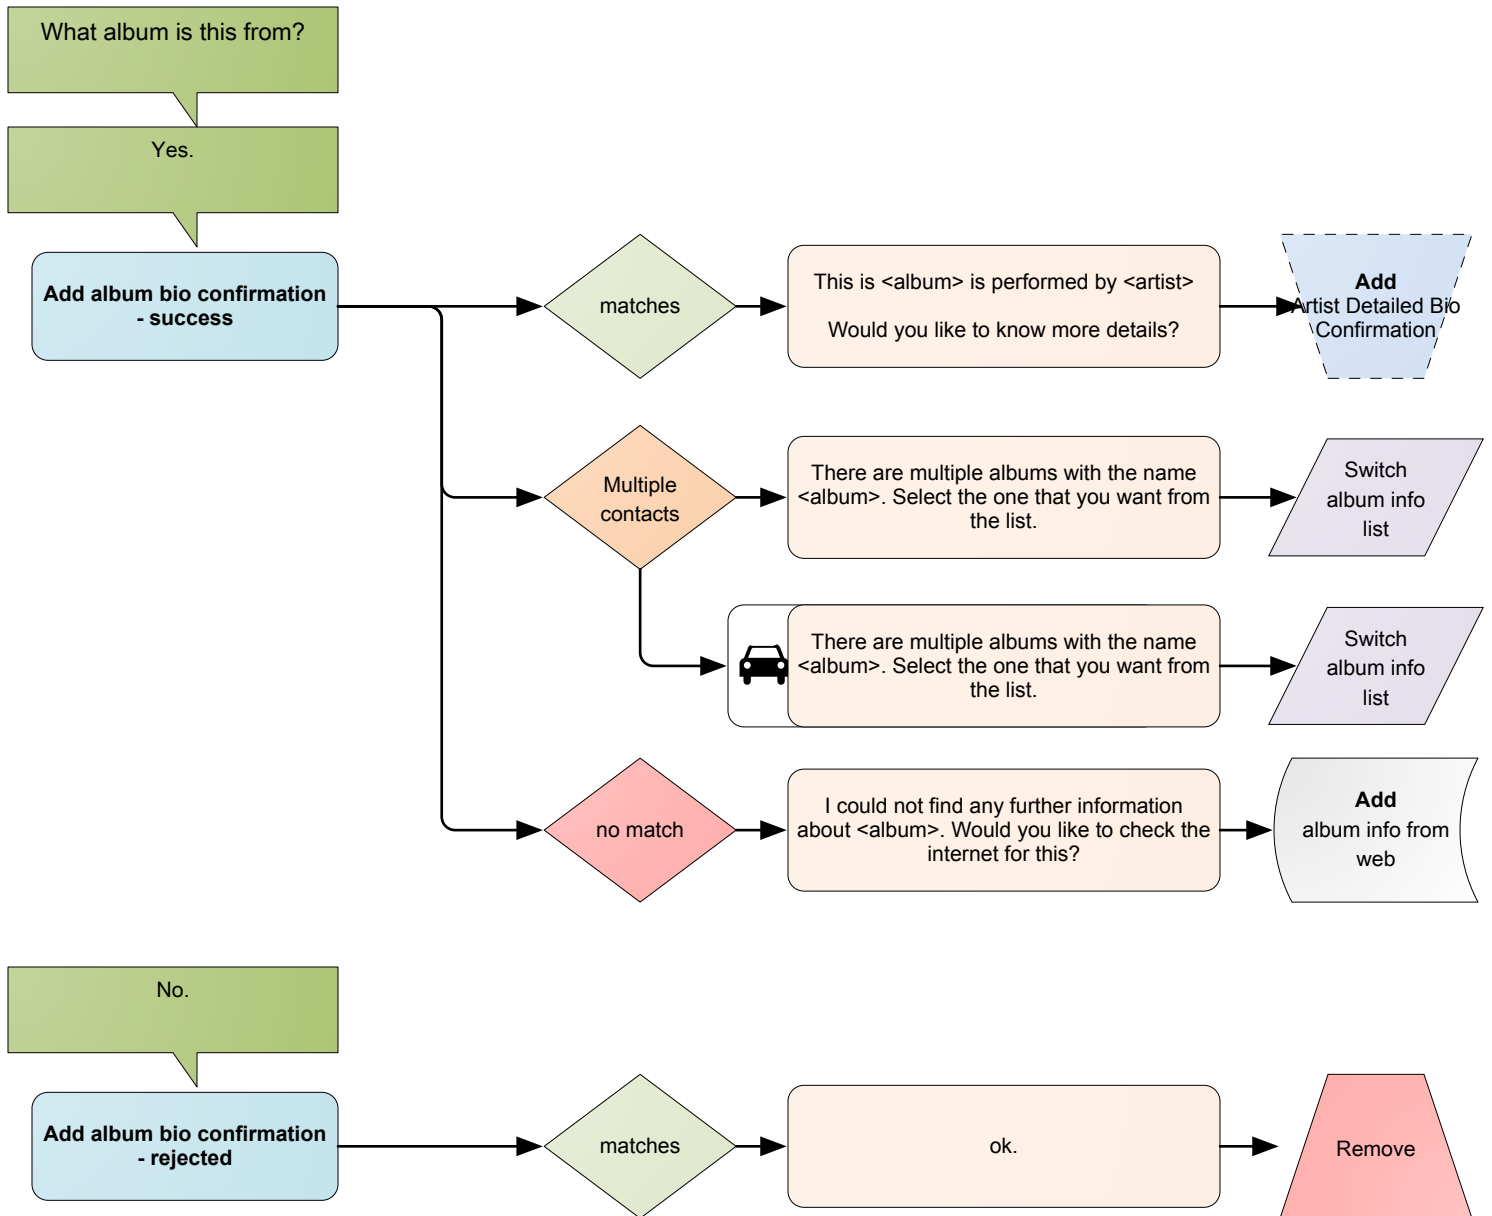 What album is this from?
Yes.
Add album bio confirmation
- success
matches
This is <album> is performed by <artist>
Would you like to know more details?
Add
Artist Detailed Bio
Confirmation
Multiple
contacts
There are multiple albums with the name
<album>. Select the one that you want from
the list.
Switch
album info
list
There are multiple albums with the name
<album>. Select the one that you want from
the list.
Switch
album info
list
no match
I could not find any further information
about <album>. Would you like to check the
internet for this?
Add
album info from
web
No.
Add album bio confirmation
- rejected
matches
ok.
Remove